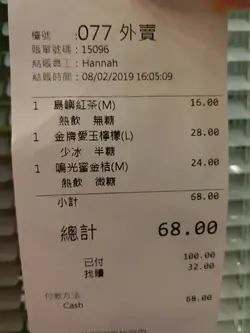 檯號 :077 外賣
賬單號碼 : 15096
結賬員工 : Hannah
結賬時間 : 08/02/2019 16:05:09
1 島嶼紅茶(M) 16.00
熱飲 無糖
1 金牌愛玉檸檬(L) 28.00
少冰 半糖
1 鳴光蜜金桔(M) 24.00
熱飲 微糖
小計 68.00
總計 68.00
已付 100.00
找贖 32.00
付款方法
Cash 68.00